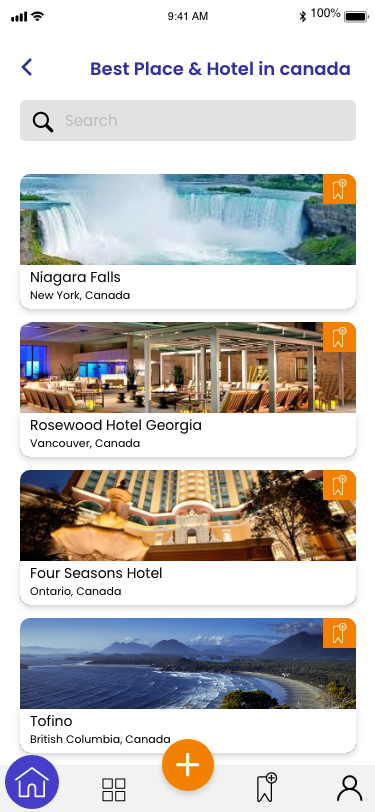 9:41 AM
100%
Best Place & Hotel in canada
Search
Niagara Falls
New York, Canada
Rosewood Hotel Georgia
Vancouver, Canada
Four Seasons Hotel
Ontario, Canada
Tofino
British Columbia, Canada